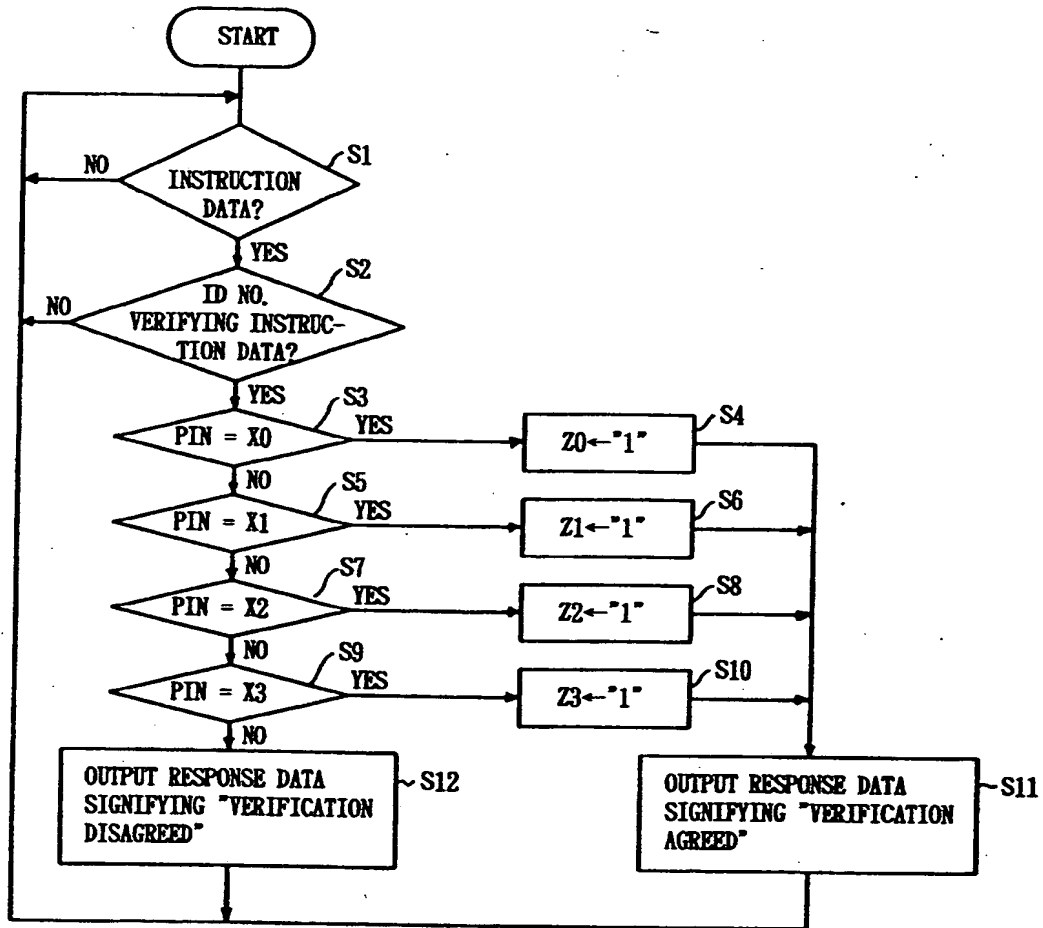 START
S1
NO
INSTRUCTION
DATA?
YES
S2
NO
ID NO.
VERIFYING INSTRUC-
TION DATA?
YES
S3
PIN = X0
YES
S4
Z0←"1"
NO
S5
PIN = X1
YES
S6
Z1←"1"
NO
S7
PIN = X2
YES
S8
Z2←"1"
NO
S9
PIN = X3
YES
S10
Z3←"1"
NO
OUTPUT RESPONSE DATA
SIGNIFYING "VERIFICATION
DISAGREED"
S12
OUTPUT RESPONSE DATA
SIGNIFYING "VERIFICATION
AGREED"
S11